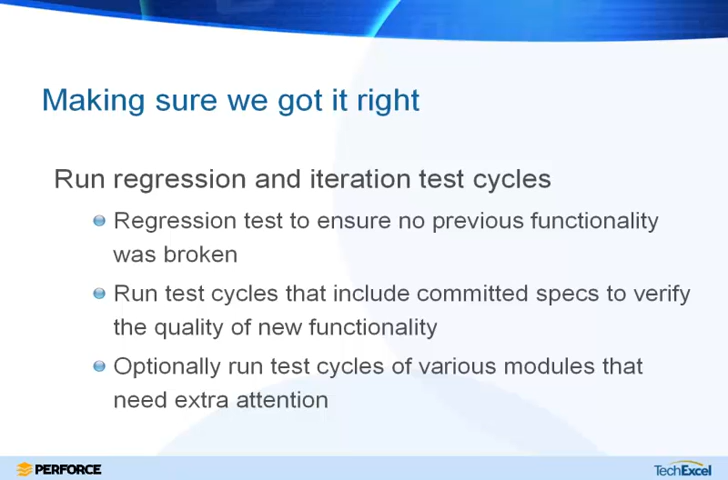 Making sure we got it right
Run regression and iteration test cycles
Regression test to ensure no previous functionality
was broken
Run test cycles that include committed specs to verify
the quality of new functionality
Optionally run test cycles of various modules that
need extra attention
PERFORCE
TechExcel